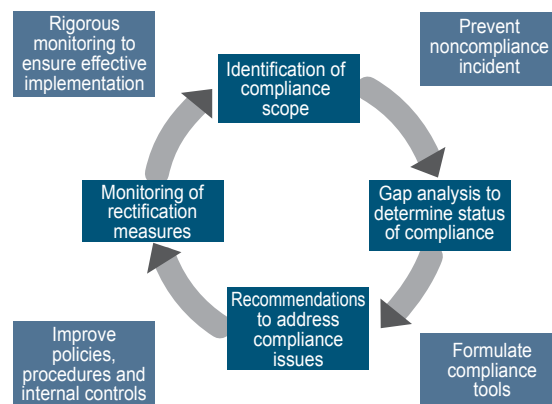 Rigorous
monitoring to
ensure effective
implementation
Identification of
compliance
scope
Prevent
noncompliance
incident
Monitoring of
rectification
measures
Gap analysis to
determine status
of compliance
Recommendations
to address
compliance
issues
Improve
policies,
procedures and
internal controls
Formulate
compliance
tools